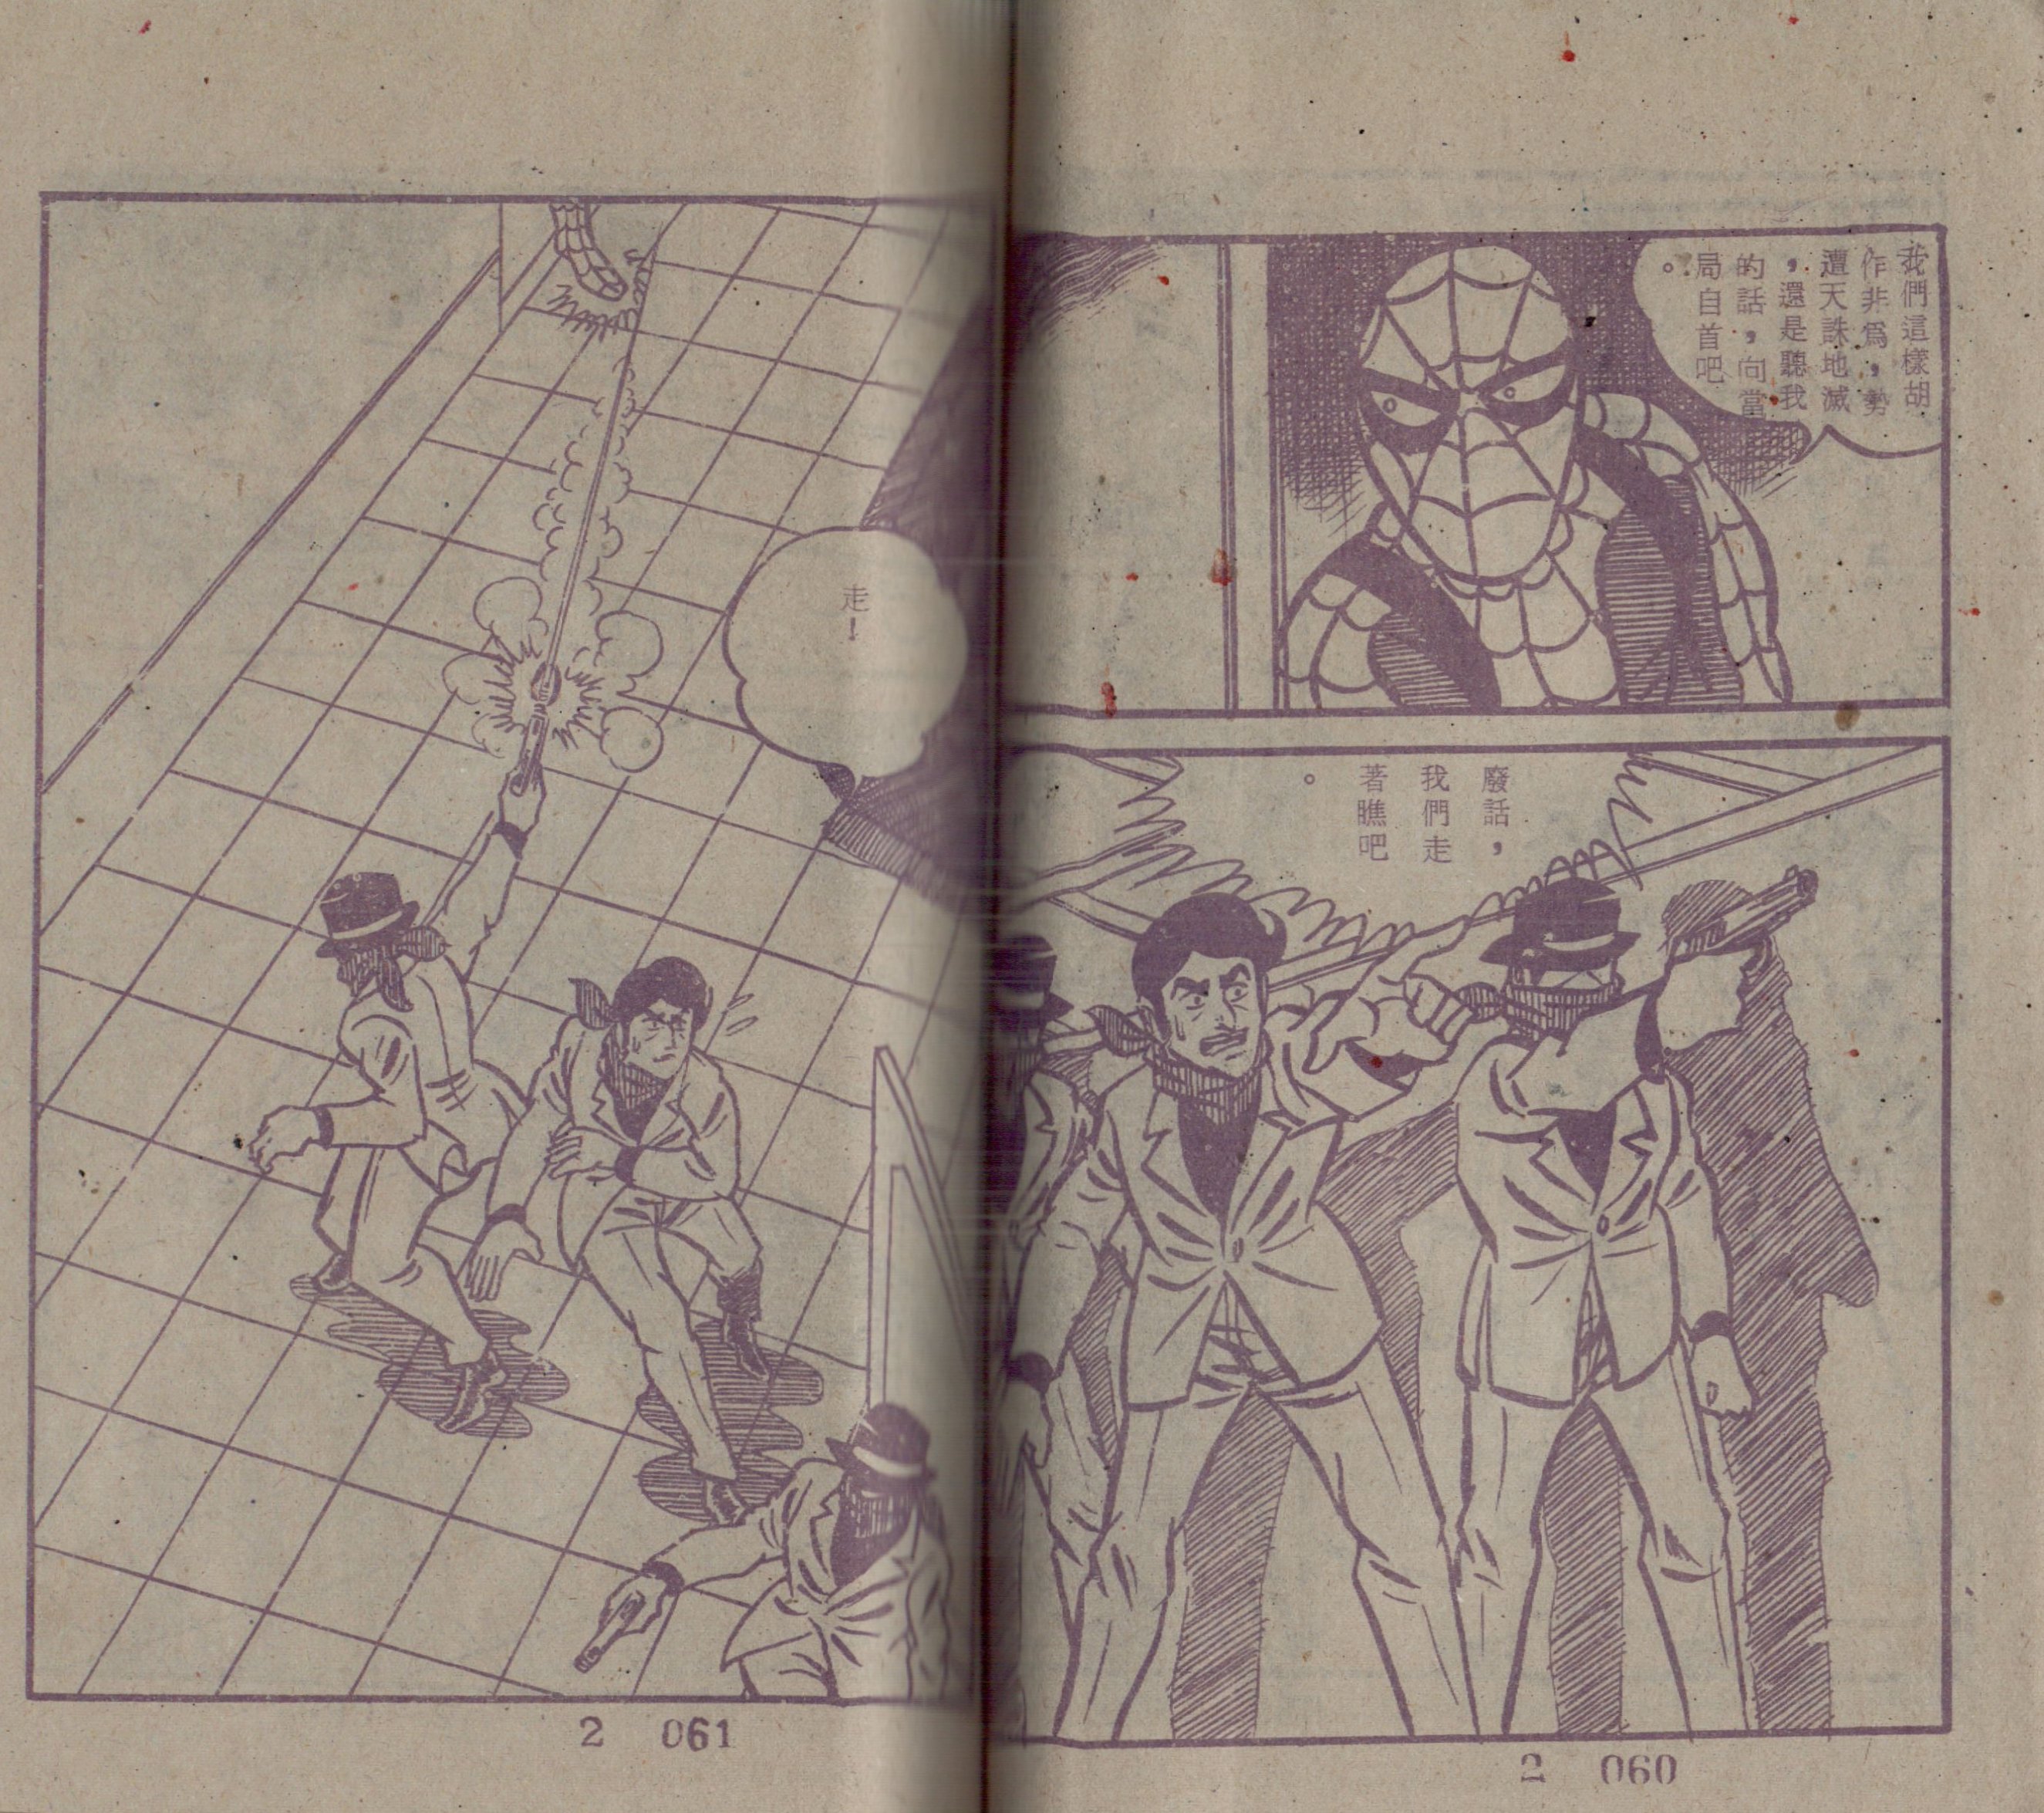 我們這樣胡
作非為，勢
遭天誅地滅
，還是聽我
的話，向當
局自首吧
。
廢話，
我們走
著瞧吧
。
2 060
走！
2 061